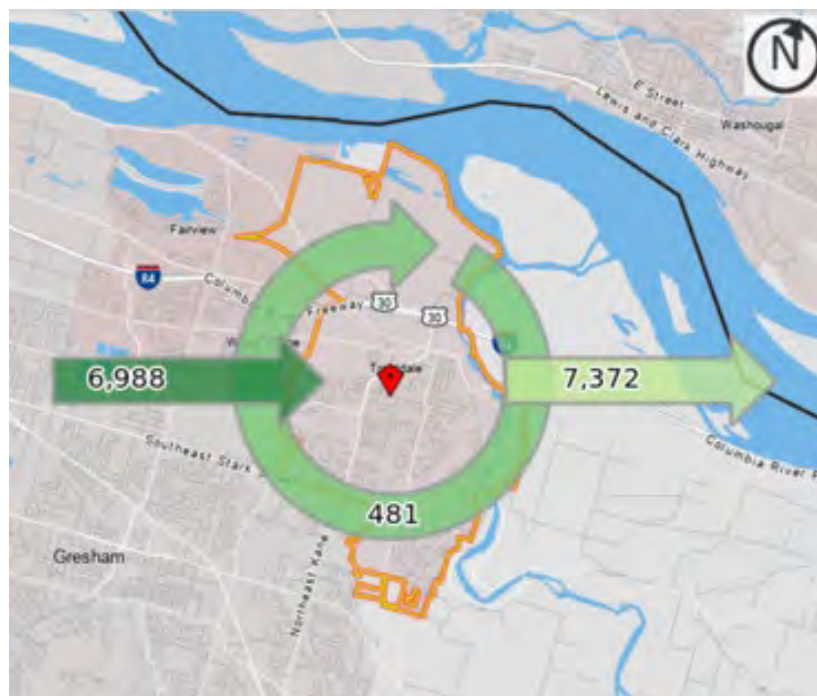 N
E Street
Lewis and Clark Highway
Washougal
Fairview
84
Columbia
Freeway
30
30
6,988
7,372
Southeast Stark
Columbia River
481
Gresham
Northeast Kane